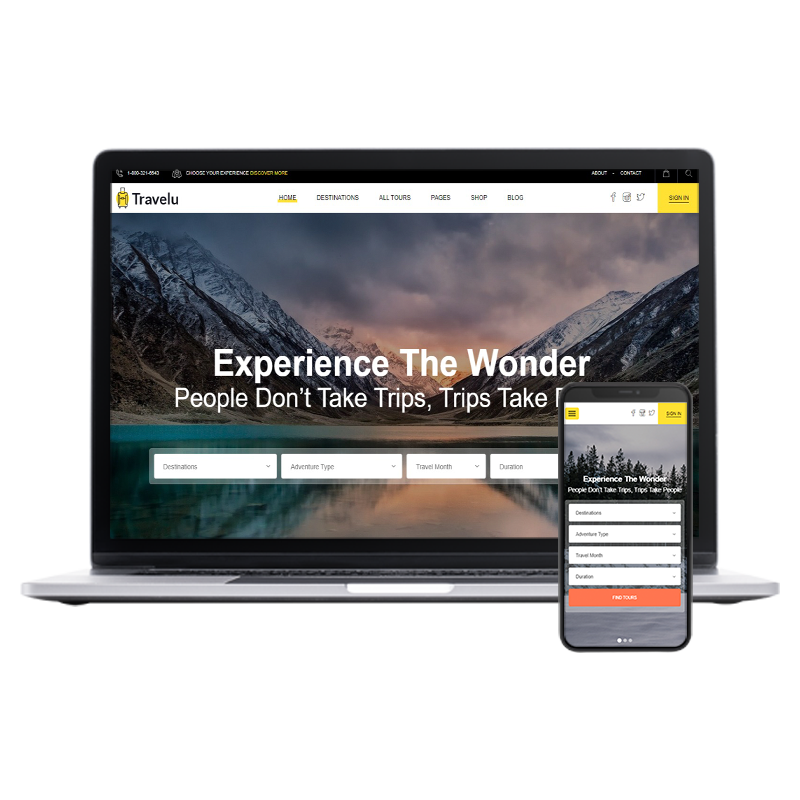 1-800-321-6543 CHOOSE YOUR EXPERIENCE DISCOVER MORE ABOUT - CONTACT
Travelu HOME DESTINATIONS ALL TOURS PAGES SHOP BLOG SIGN IN
Experience The Wonder
People Don't Take Trips, Trips Take
Destinations Adventure Type Travel Month Duration
SIGN IN
Experience The Wonder
People Don't Take Trips, Trips Take People
Destinations
Adventure Type
Travel Month
Duration
FIND TOURS